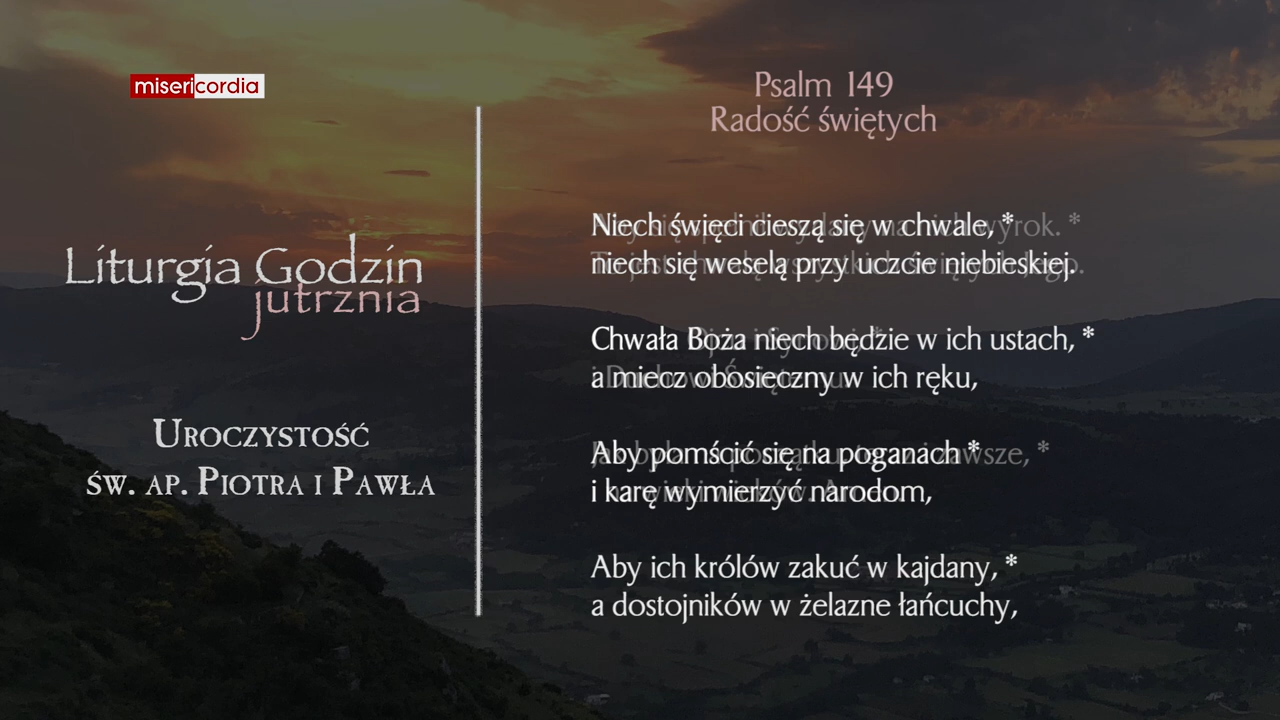 misericordia
Liturgia Godzin
jutrznia
Uroczystość
św. ap. Piotra i Pawła
Psalm 149
Radość świętych
Niech święci cieszą się w chwale, *
niech się weselą przy uczcie niebieskiej.
Chwała Boża niech będzie w ich ustach, *
a miecz obosieczny w ich ręku,
Aby pomścić się na poganach *
i karę wymierzyć narodom,
Aby ich królów zakuć w kajdany, *
a dostojników w żelazne łańcuchy,